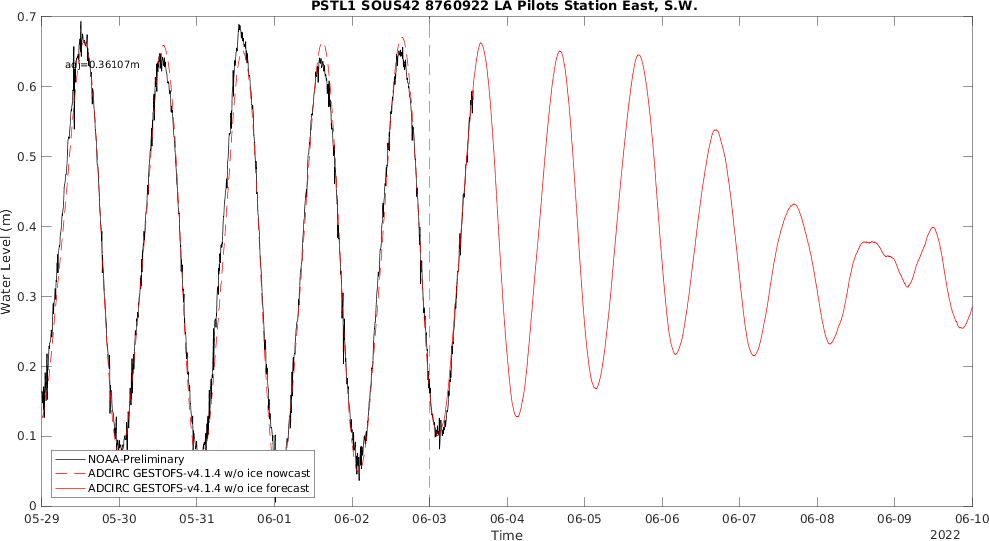 PSTL1 SOUS42 8760922 LA Pilots Station East, S.W.
0.7
0.6
0.5
0.4
0.3
0.2
0.1
0
Water Level (m)
adj=0.36107m
NOAA-Preliminary
ADCIRC GESTOFS-v4.1.4 w/o ice nowcast
ADCIRC GESTOFS-v4.1.4 w/o ice forecast
05-29 05-30 05-31 06-01 06-02 06-03 06-04 06-05 06-06 06-07 06-08 06-09 06-10
Time
2022